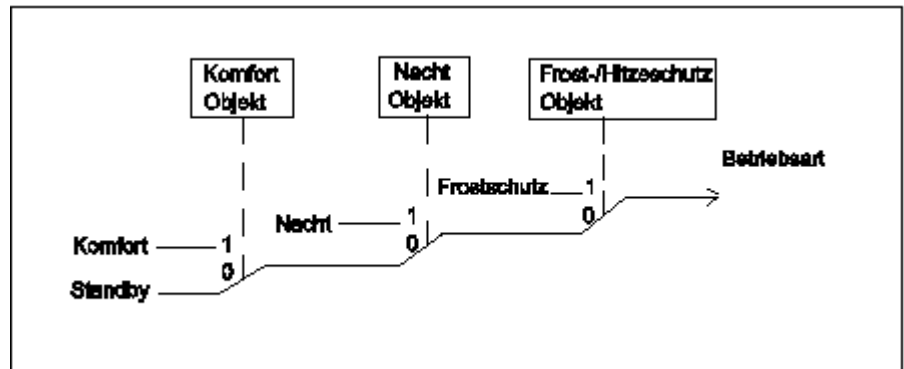 Komfort
Objekt
Nacht
Objekt
Frost-/Hitzeschutz
Objekt
Betriebsart
Frostschutz 1
0
Nacht 1
0
Komfort 1
0
Standby